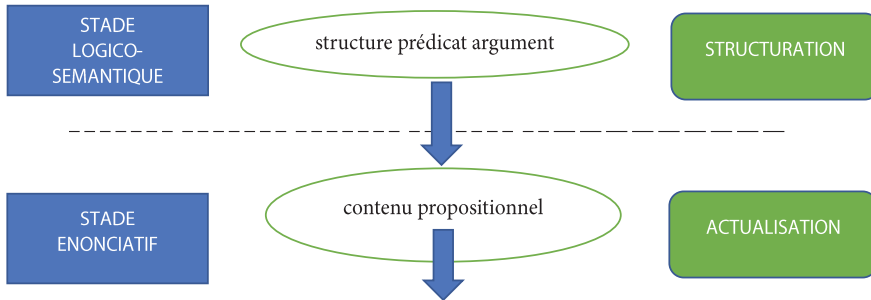 STADE
LOGICO-
SEMANTIQUE
structure prédicat argument
STRUCTURATION
STADE
ENONCIATIF
contenu propositionnel
ACTUALISATION